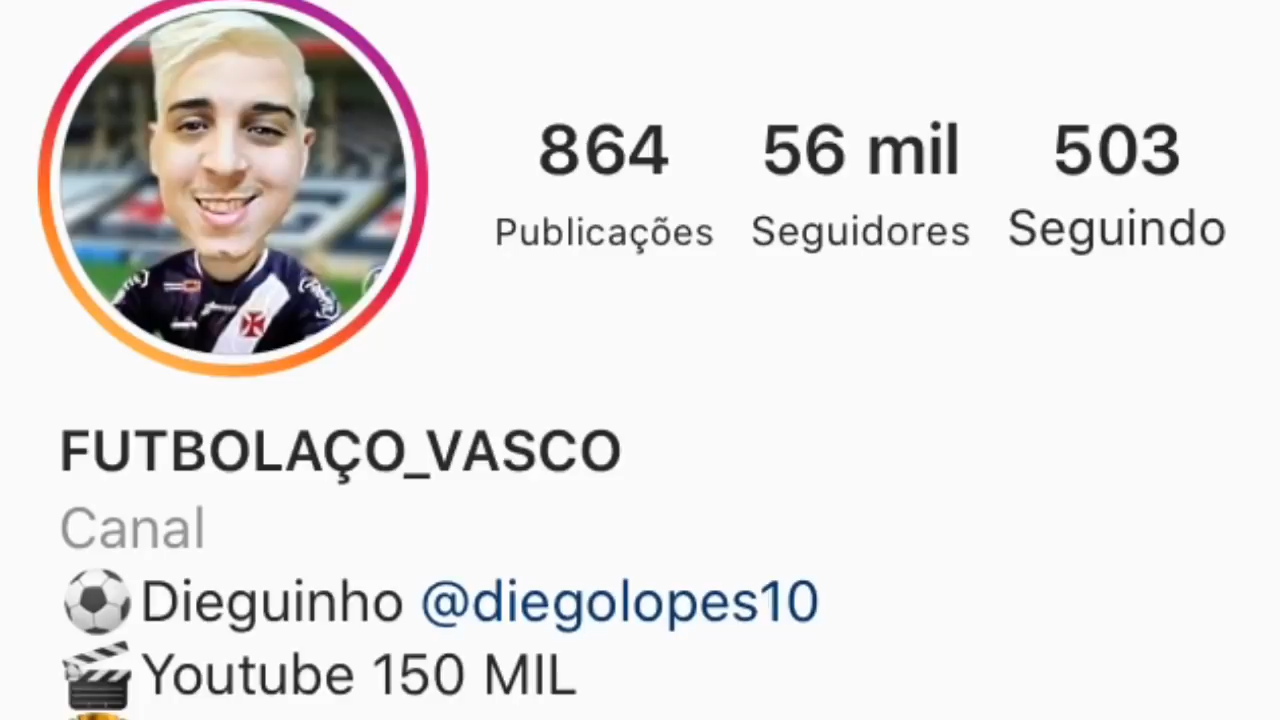 864 56 mil 503
Publicações Seguidores Seguindo
FUTBOLAÇO_VASCO
Canal
Dieguinho @diegolopes10
Youtube 150 MIL